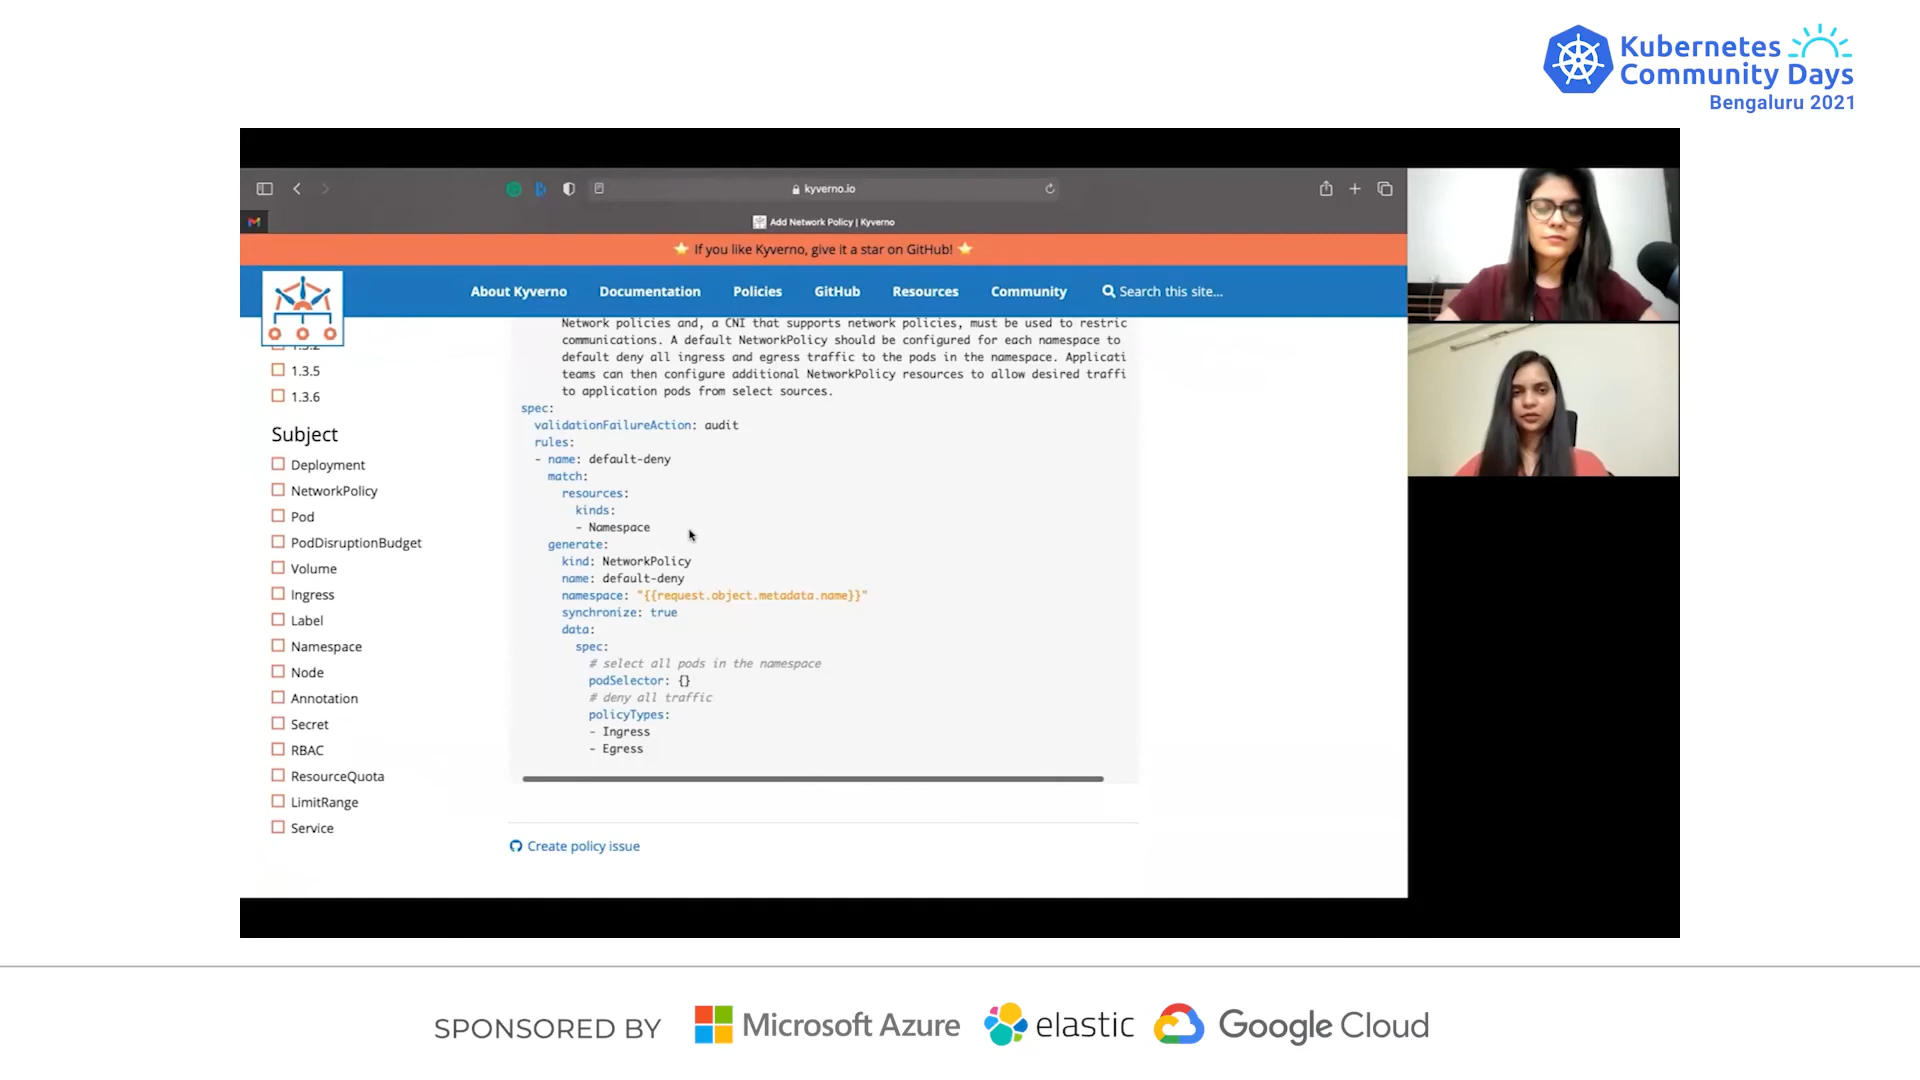 Kubernetes
Community Days
Bengaluru 2021
kyverno.io
Add Network Policy | Kyverno
If you like Kyverno, give it a star on GitHub!
About Kyverno
Documentation
Policies
GitHub
Resources
Community
Search this site...
1.3.2
1.3.5
1.3.6
Subject
Deployment
NetworkPolicy
Pod
PodDisruptionBudget
Volume
Ingress
Label
Namespace
Node
Annotation
Secret
RBAC
ResourceQuota
LimitRange
Service
Network policies and, a CNI that supports network policies, must be used to restric
communications. A default NetworkPolicy should be configured for each namespace to
default deny all ingress and egress traffic to the pods in the namespace. Applicati
teams can then configure additional NetworkPolicy resources to allow desired traffi
to application pods from select sources.
spec:
validationFailureAction: audit
rules:
- name: default-deny
match:
resources:
kinds:
- Namespace
generate:
kind: NetworkPolicy
name: default-deny
namespace: "{{request.object.metadata.name}}"
synchronize: true
data:
spec:
# select all pods in the namespace
podSelector: {}
# deny all traffic
policyTypes:
- Ingress
- Egress
Create policy issue
SPONSORED BY
Microsoft Azure
elastic
Google Cloud